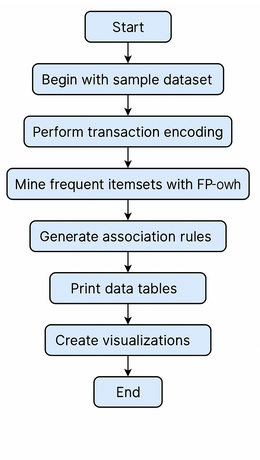 Start
Begin with sample dataset
Perform transaction encoding
Mine frequent itemsets with FP-owh
Generate association rules
Print data tables
Create visualizations
End